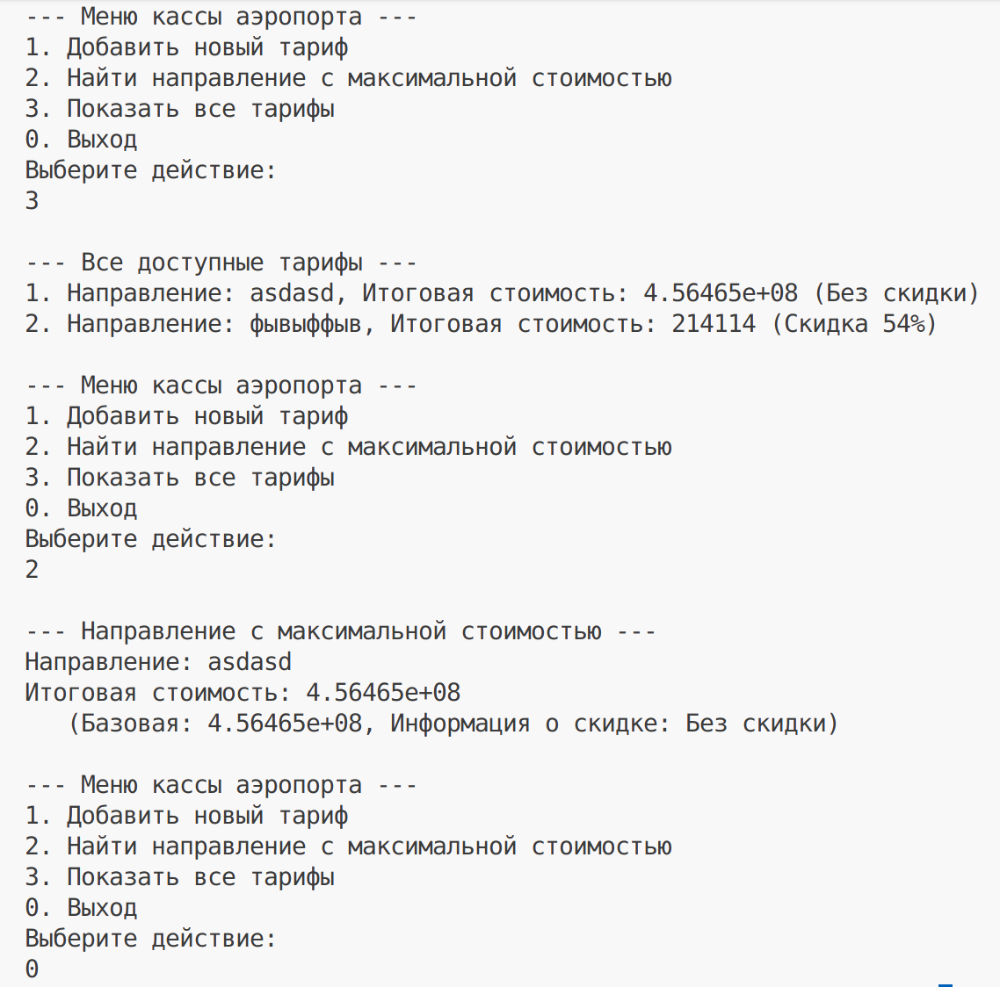 --- Меню кассы аэропорта ---
1. Добавить новый тариф
2. Найти направление с максимальной стоимостью
3. Показать все тарифы
0. Выход
Выберите действие:
3
--- Все доступные тарифы ---
1. Направление: asdasd, Итоговая стоимость: 4.56465e+08 (Без скидки)
2. Направление: фывыффыв, Итоговая стоимость: 214114 (Скидка 54%)
--- Меню кассы аэропорта ---
1. Добавить новый тариф
2. Найти направление с максимальной стоимостью
3. Показать все тарифы
0. Выход
Выберите действие:
2
--- Направление с максимальной стоимостью ---
Направление: asdasd
Итоговая стоимость: 4.56465e+08
(Базовая: 4.56465e+08, Информация о скидке: Без скидки)
--- Меню кассы аэропорта ---
1. Добавить новый тариф
2. Найти направление с максимальной стоимостью
3. Показать все тарифы
0. Выход
Выберите действие:
0